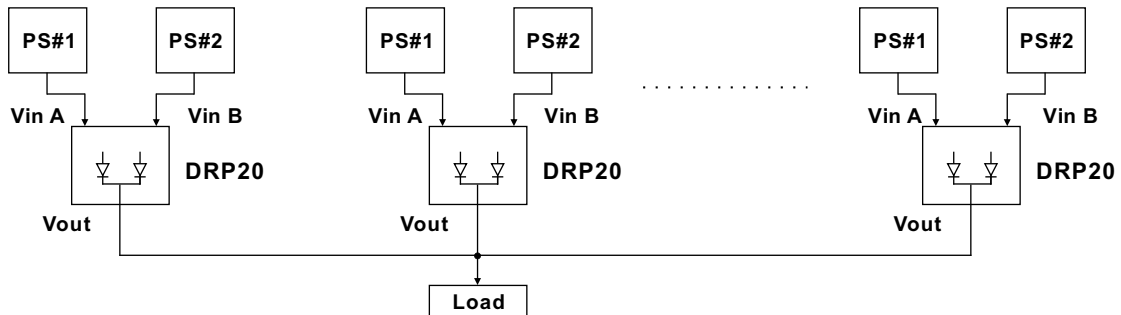 PS#1 PS#2 PS#1 PS#2 PS#1 PS#2
Vin A Vin B Vin A Vin B Vin A Vin B
DRP20 DRP20 DRP20
Vout Vout Vout
Load